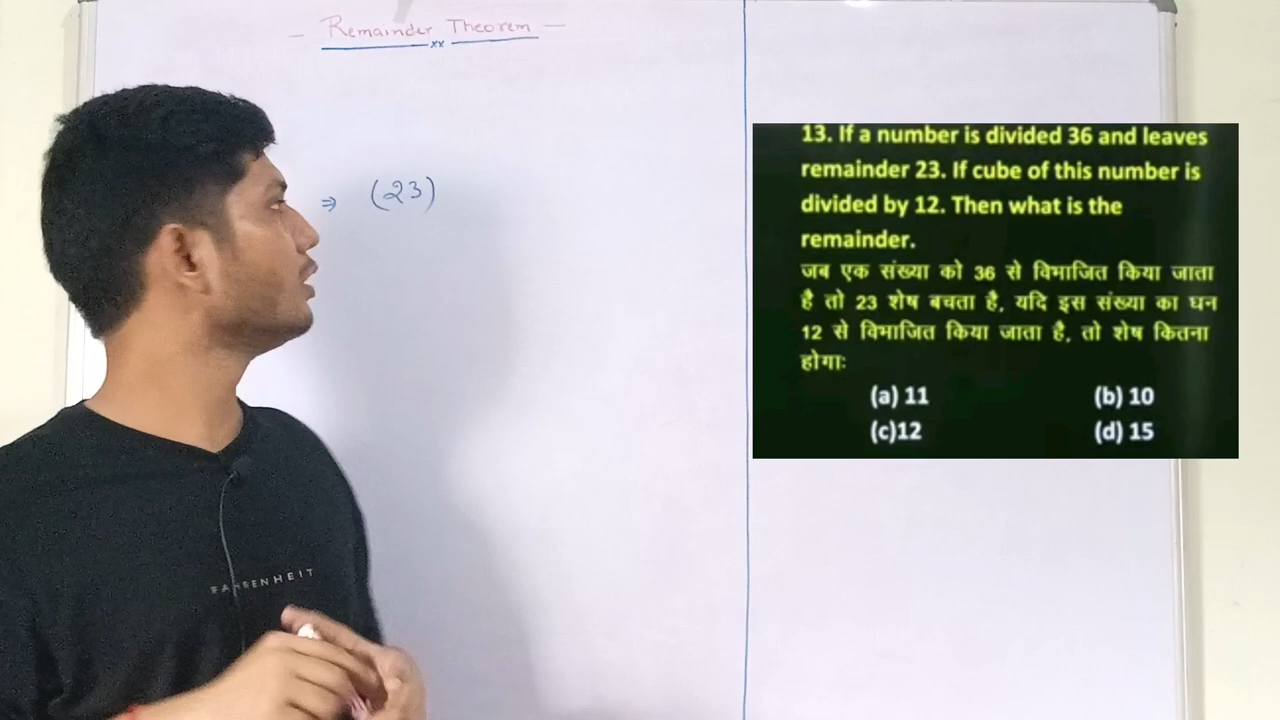 - Remainder Theorem -
xx
⇒ (23)
13. If a number is divided 36 and leaves
remainder 23. If cube of this number is
divided by 12. Then what is the
remainder.
जब एक संख्या को 36 से विभाजित किया जाता
है तो 23 शेष बचता है, यदि इस संख्या का घन
12 से विभाजित किया जाता है, तो शेष कितना
होगाः
(a) 11 (b) 10
(c)12 (d) 15
FAHRENHEIT